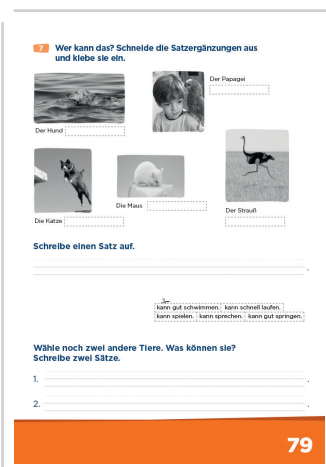 7 Wer kann das? Schneide die Satzergänzungen aus
und klebe sie ein.
Der Papagei
Der Hund
Die Maus
Der Strauß
Die Katze
Schreibe einen Satz auf.
.
kann gut schwimmen. kann schnell laufen.
kann spielen. kann sprechen. kann gut springen.
Wähle noch zwei andere Tiere. Was können sie?
Schreibe zwei Sätze.
1. .
2. .
79